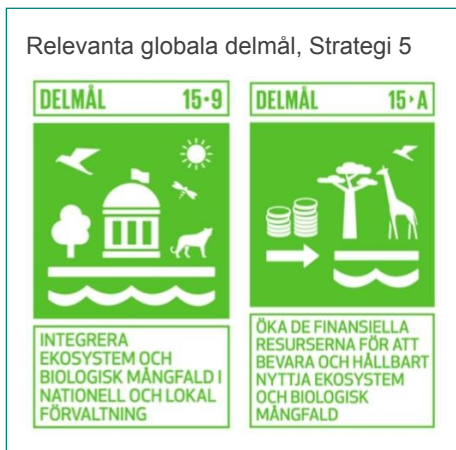 Relevanta globala delmål, Strategi 5
DELMÅL 15·9
INTEGRERA
EKOSYSTEM OCH
BIOLOGISK MÅNGFALD I
NATIONELL OCH LOKAL
FÖRVALTNING
DELMÅL 15·A
ÖKA DE FINANSIELLA
RESURSERNA FÖR ATT
BEVARA OCH HÅLLBART
NYTTJA EKOSYSTEM
OCH BIOLOGISK
MÅNGFALD